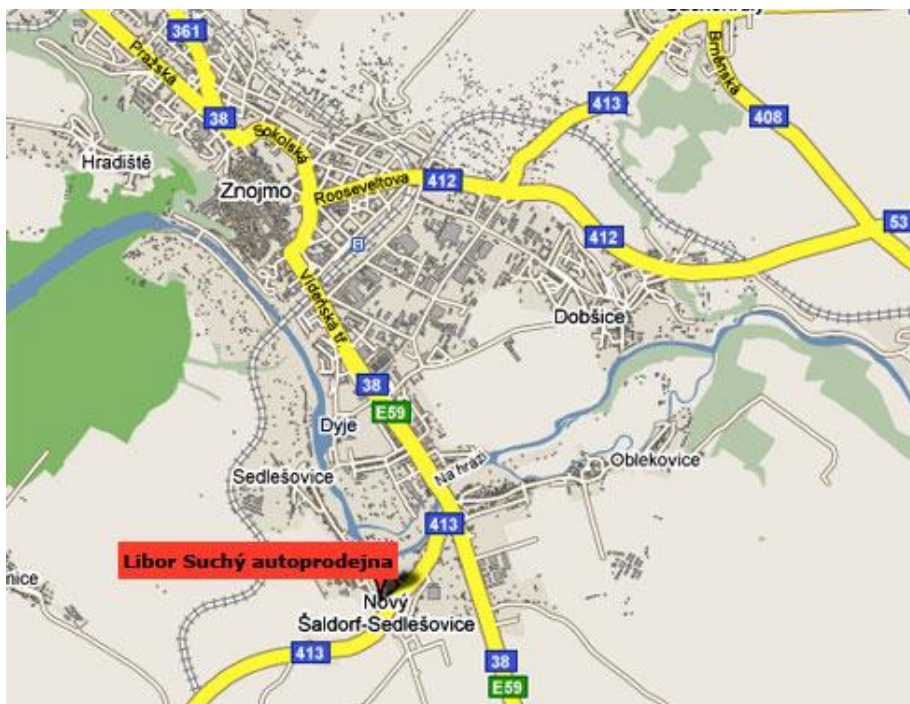 361
Pražská
38
Sokolská
Hradiště
Znojmo
Rooseveltova
412
413
Brněnská
408
53
412
Vídeňská tř.
Dobšice
38
E59
Dyje
Na hrázi
Oblekovice
Sedlešovice
413
Libor Suchý autoprodejna
Nový
Šaldorf-Sedlešovice
413
38
E59